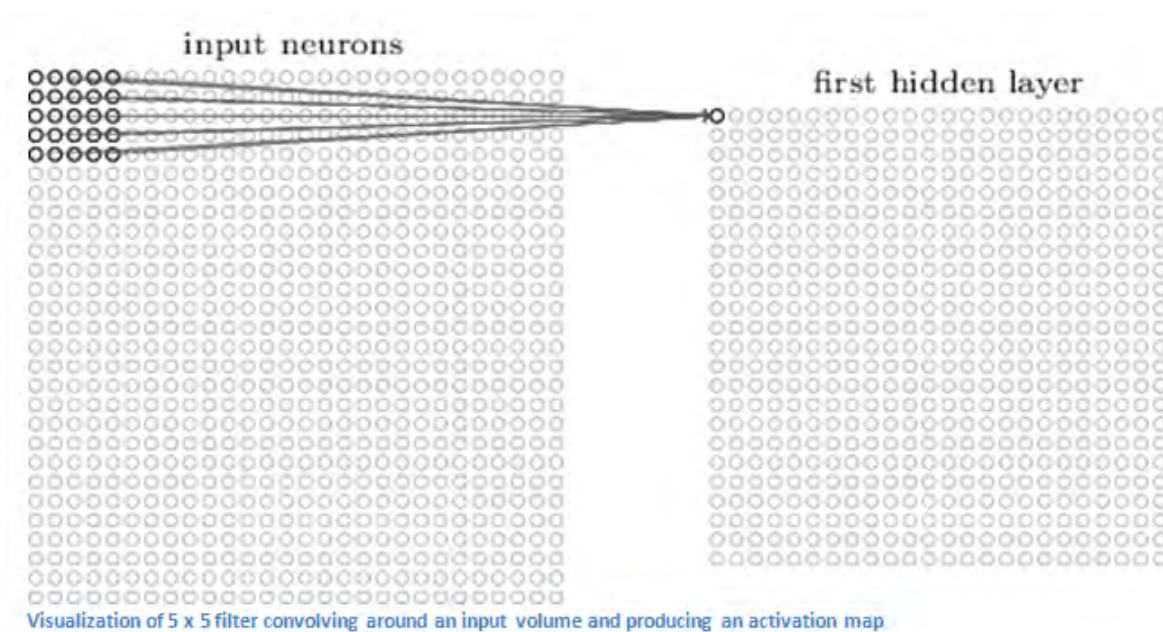 input neurons
first hidden layer
Visualization of 5 x 5 filter convolving around an input volume and producing an activation map